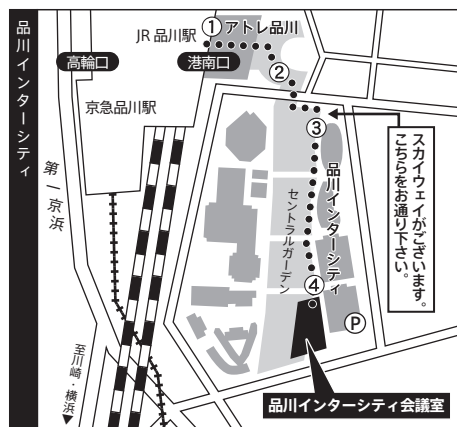 品川インターシティ
JR 品川駅
①アトレ品川
高輪口
港南口
②
京急品川駅
③
スカイウェイがございます。
こちらをお通り下さい。
第一京浜
品川インターシティ
セントラルガーデン
④
P
至川崎・横浜
品川インターシティ会議室